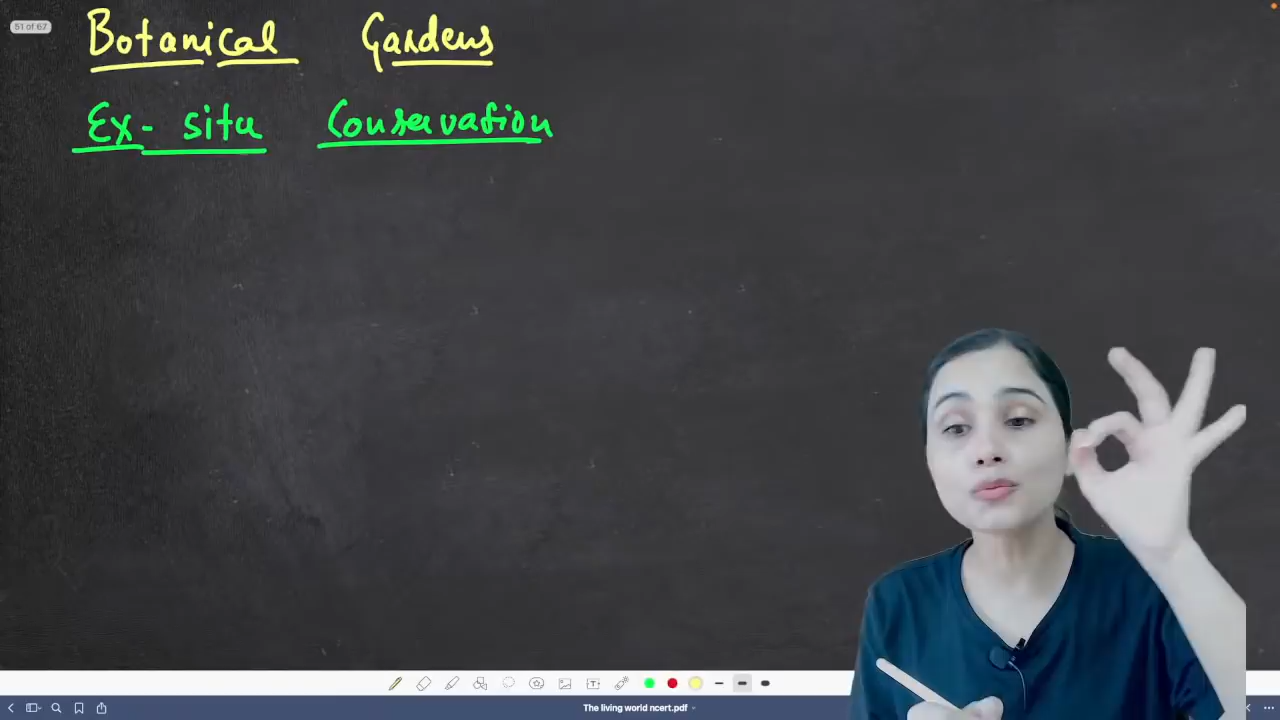 51 of 67
Botanical Gardens
Ex-situ Conservation
The living world ncert.pdf